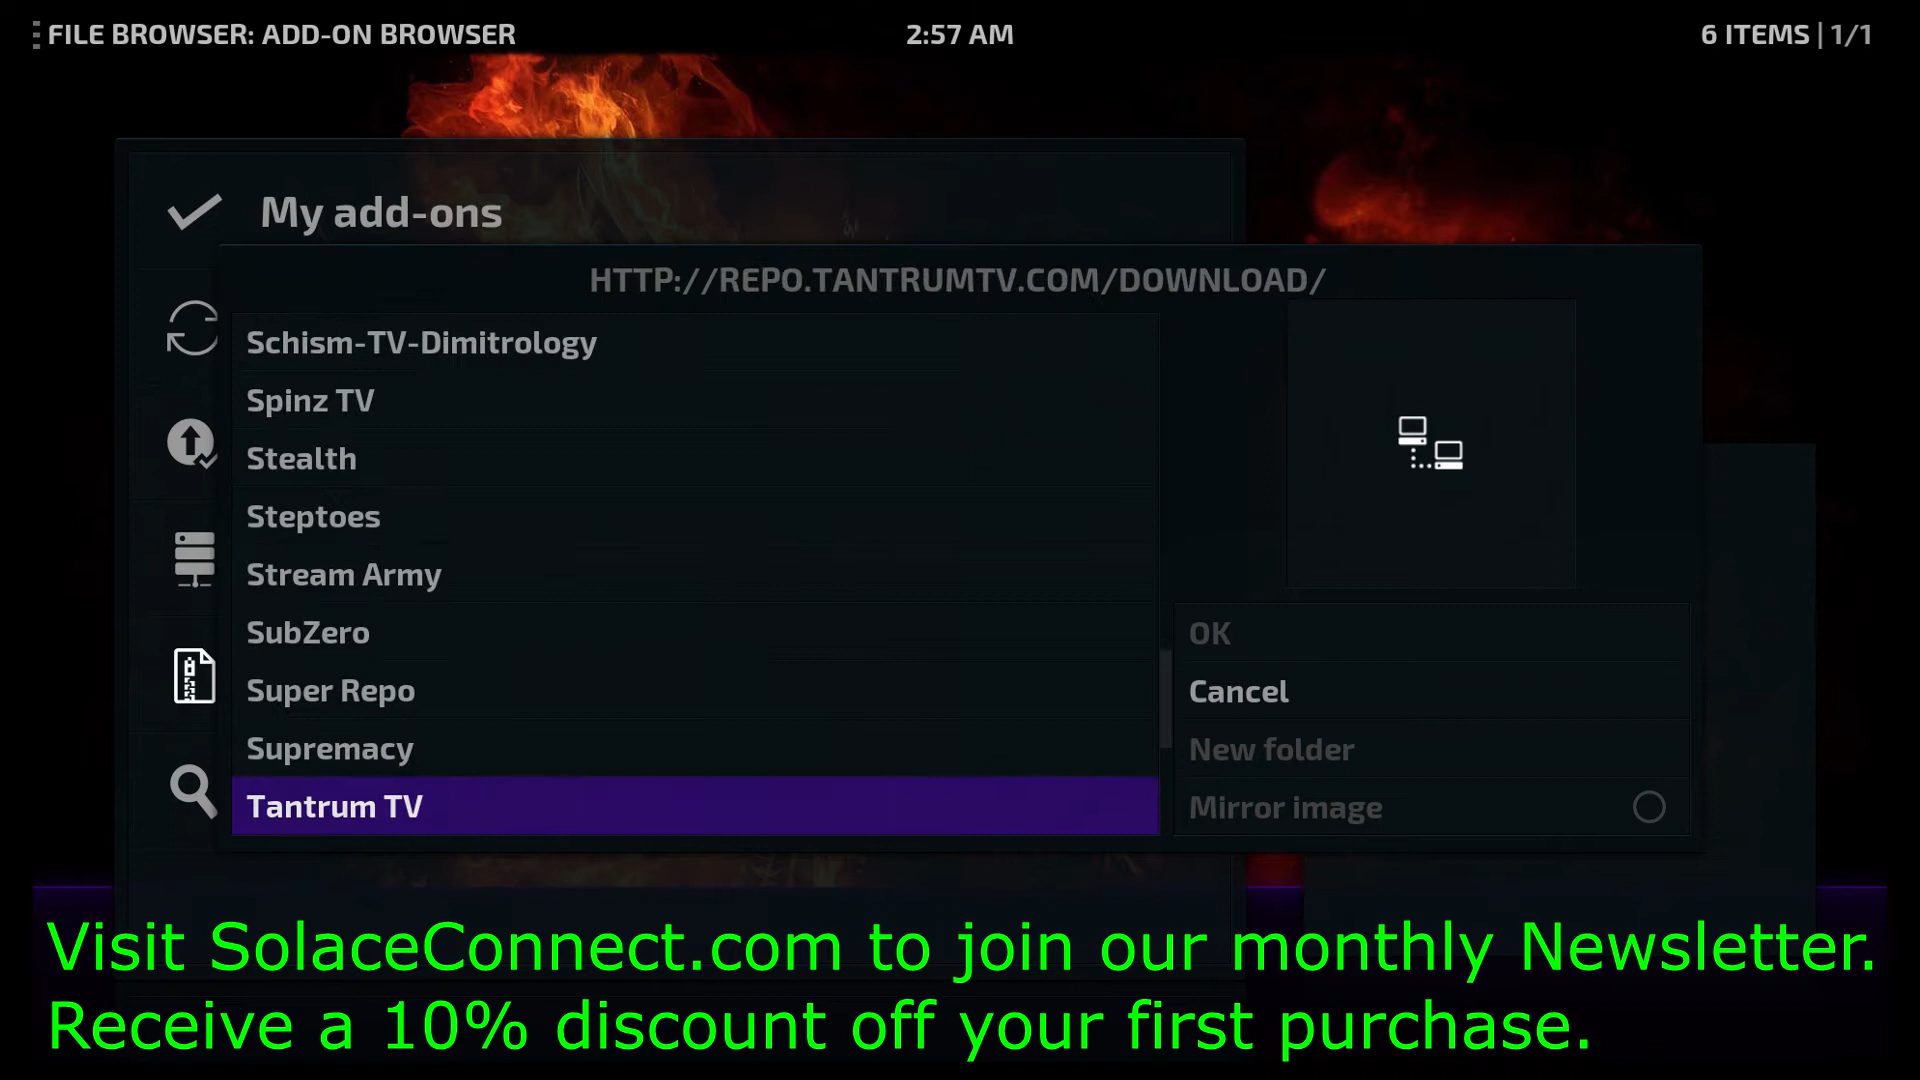 FILE BROWSER: ADD-ON BROWSER
2:57 AM
6 ITEMS | 1/1
My add-ons
HTTP://REPO.TANTRUMTV.COM/DOWNLOAD/
Schism-TV-Dimitrology
Spinz TV
Stealth
Steptoes
Stream Army
SubZero
Super Repo
Supremacy
Tantrum TV
OK
Cancel
New folder
Mirror image
Visit SolaceConnect.com to join our monthly Newsletter.
Receive a 10% discount off your first purchase.